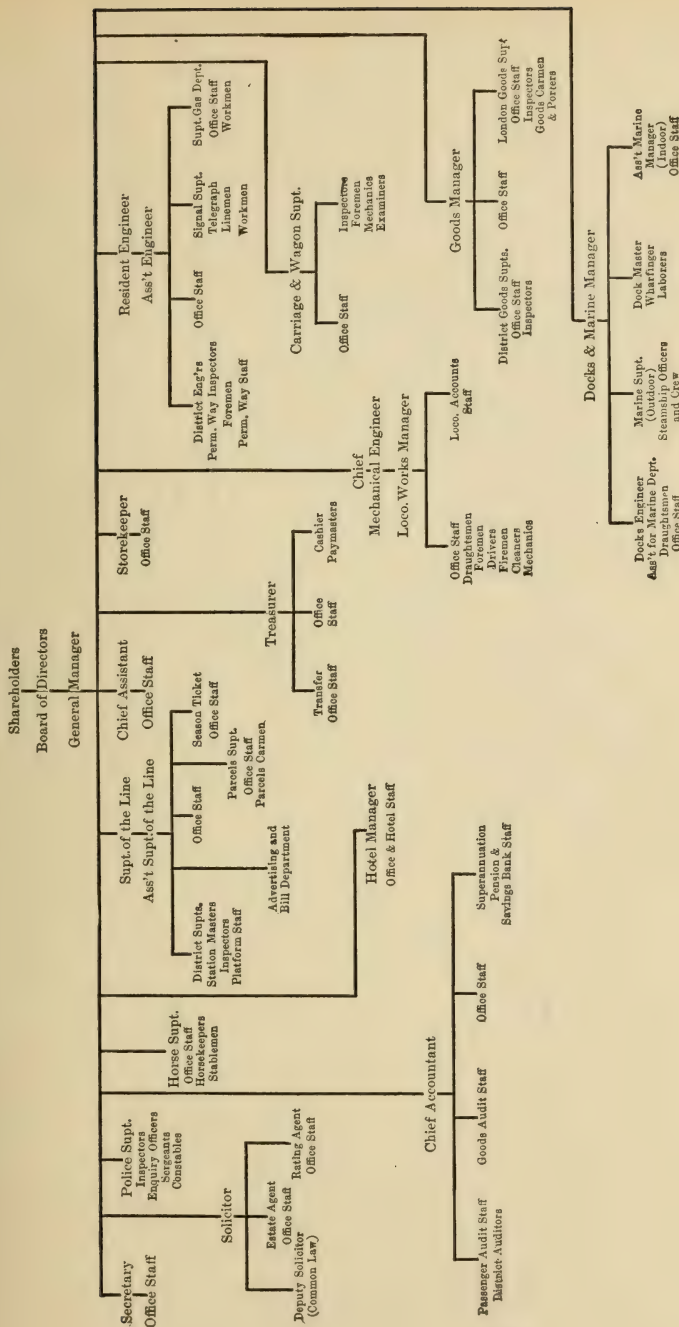 Shareholders
Board of Directors
General Manager
Secretary
Office Staff
Police Supt.
Inspectors
Enquiry Officers
Sergeants
Constables
Solicitor
Deputy Solicitor
(Common Law)
Estate Agent
Office Staff
Rating Agent
Office Staff
Horse Supt.
Office Staff
Horsekeepers
Stablemen
Chief Accountant
Passenger Audit Staff
District Auditors
Goods Audit Staff
Office Staff
Superannuation
Pension &
Savings Bank Staff
Hotel Manager
Office & Hotel Staff
Supt. of the Line
Ass't Supt. of the Line
District Supts.
Station Masters
Inspectors
Platform Staff
Advertising and
Bill Department
Office Staff
Parcels Supt.
Office Staff
Parcels Carmen
Season Ticket
Office Staff
Chief Assistant
Office Staff
Treasurer
Transfer
Office Staff
Office
Staff
Cashier
Paymasters
Storekeeper
Office Staff
Chief
Mechanical Engineer
Loco. Works Manager
Office Staff
Draughtsmen
Foremen
Drivers
Firemen
Cleaners
Mechanics
Loco. Accounts
Staff
Resident Engineer
Ass't Engineer
District Eng'rs
Perm. Way Inspectors
Foremen
Perm. Way Staff
Office Staff
Signal Supt.
Telegraph
Linemen
Workmen
Supt. Gas Dept.
Office Staff
Workmen
Carriage & Wagon Supt.
Office Staff
Inspectors
Foremen
Mechanics
Examiners
Goods Manager
District Goods Supts.
Office Staff
Inspectors
Office Staff
London Goods Supt
Office Staff
Inspectors
Goods Carmen
& Porters
Docks & Marine Manager
Docks Engineer
Ass't for Marine Dept.
Draughtsmen
Office Staff
Marine Supt.
(Outdoor)
Steamship Officers
and Crew
Dock Master
Wharfinger
Laborers
Ass't Marine
Manager
(Indoor)
Office Staff